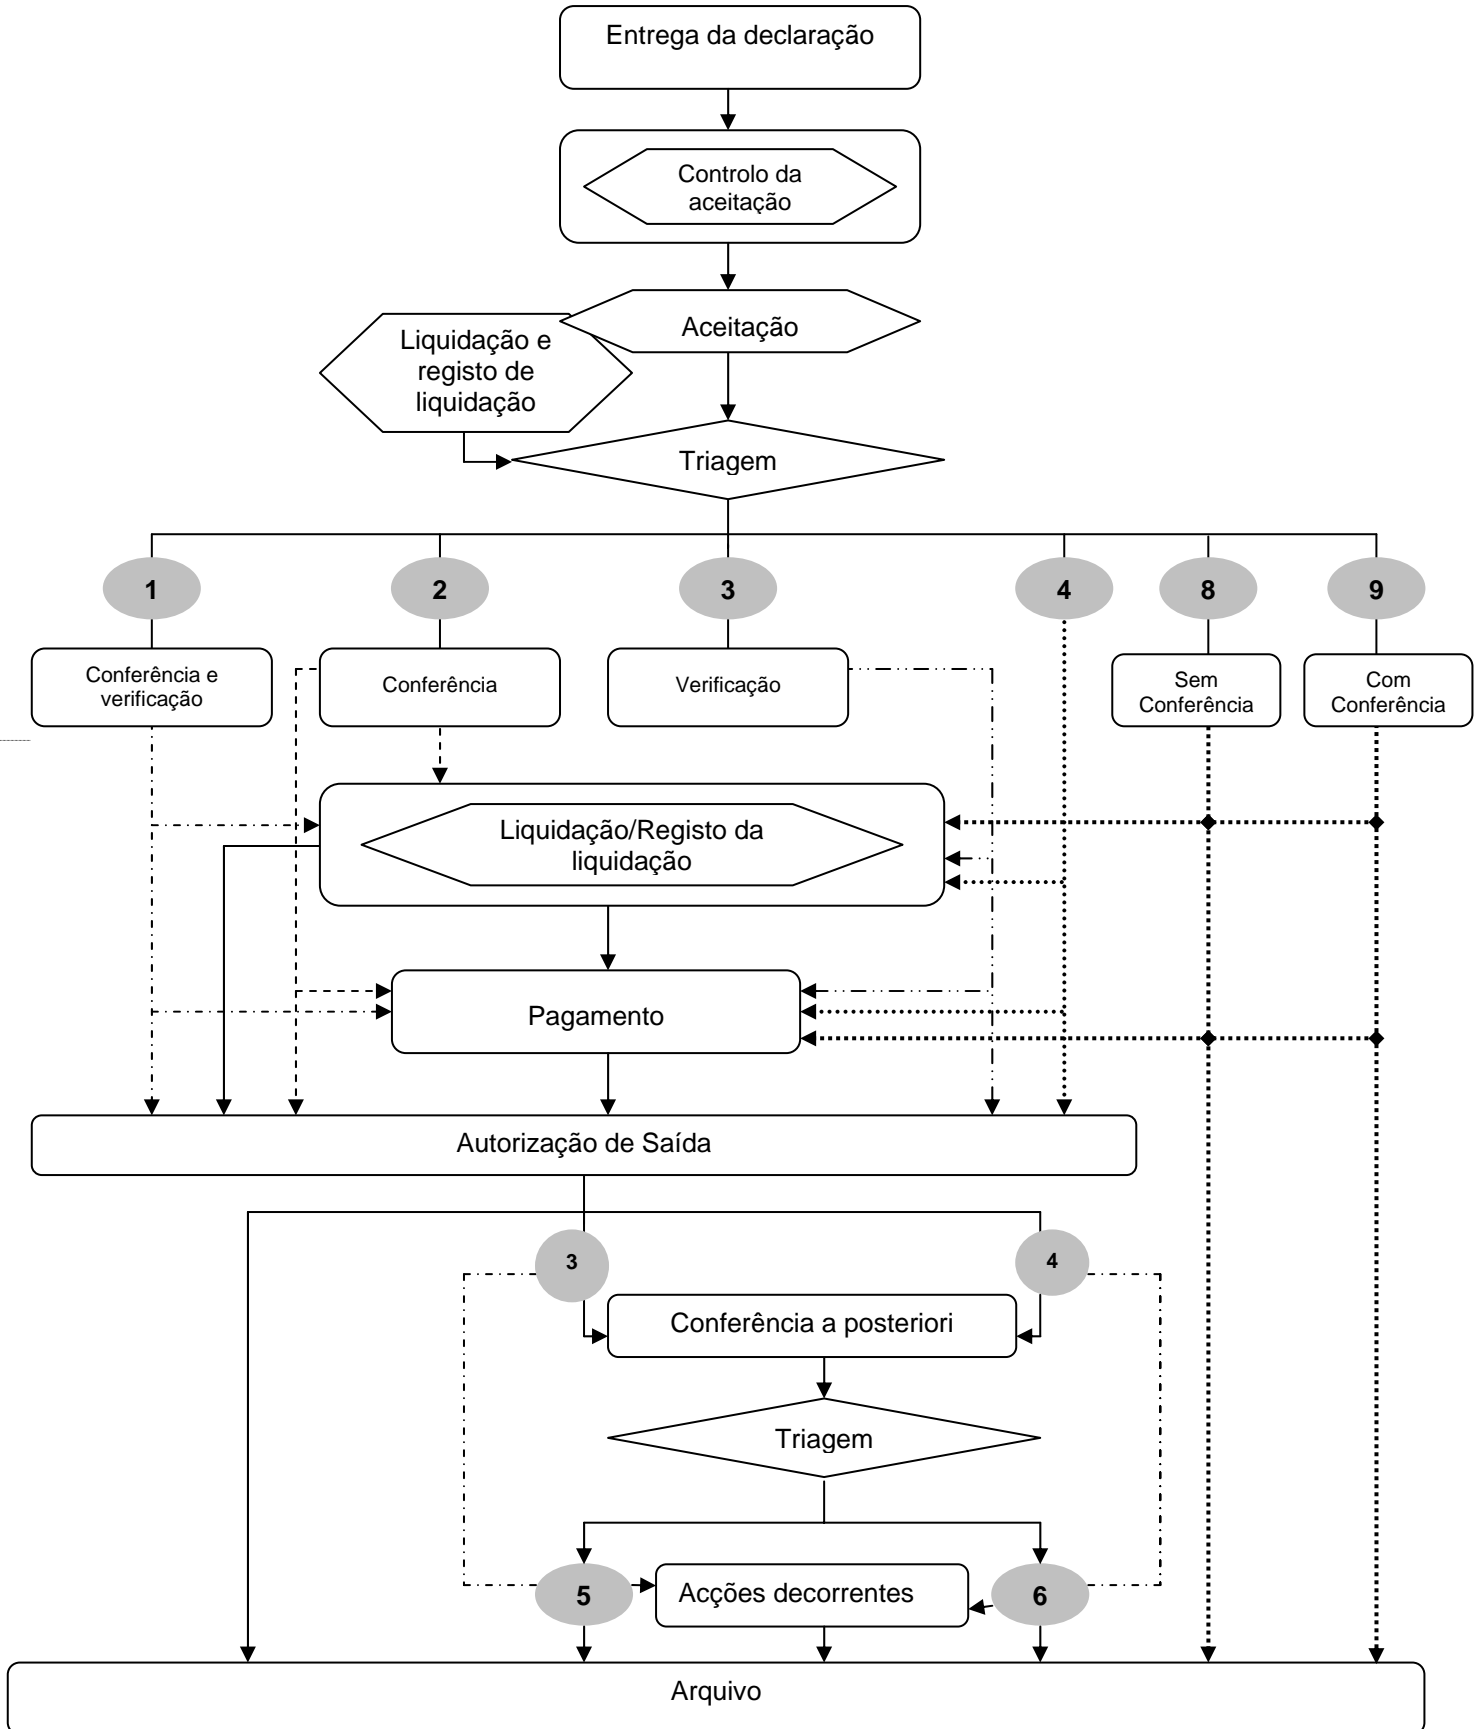 Entrega da declaração
Controlo da
aceitação
Aceitação
Liquidação e
registo de
liquidação
Triagem
1
2
3
4
8
9
Conferência e
verificação
Conferência
Verificação
Sem
Conferência
Com
Conferência
Liquidação/Registo da
liquidação
Pagamento
Autorização de Saída
3
4
Conferência a posteriori
Triagem
5
Acções decorrentes
6
Arquivo